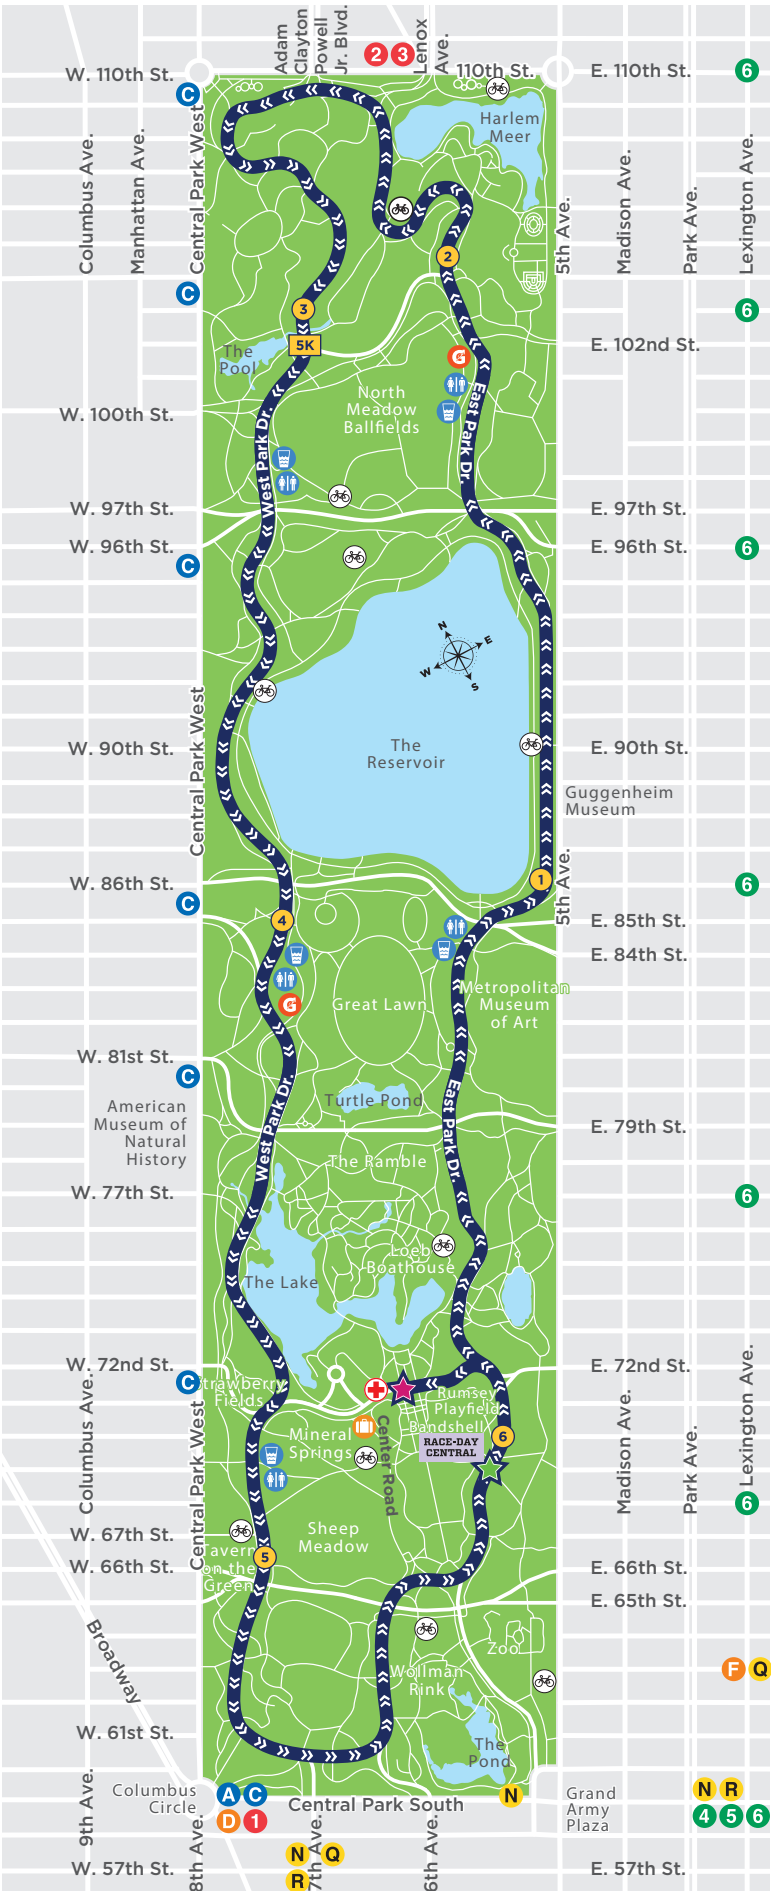 Adam
Clayton
Powell
Jr. Blvd.
2 3
Lenox
Ave.
W. 110th St.
110th St.
E. 110th St.
6
C
Harlem
Meer
Columbus Ave.
Manhattan Ave.
Central Park West
5th Ave.
Madison Ave.
Park Ave.
Lexington Ave.
2
C
3
6
5K
The
Pool
E. 102nd St.
G
North
Meadow
Ballfields
East Park Dr.
West Park Dr.
W. 100th St.
W. 97th St.
E. 97th St.
W. 96th St.
E. 96th St.
6
C
N
E
W
S
Central Park West
W. 90th St.
The
Reservoir
E. 90th St.
Guggenheim
Museum
5th Ave.
1
W. 86th St.
6
C
4
E. 85th St.
E. 84th St.
Metropolitan
Museum
of Art
G
Great Lawn
W. 81st St.
C
American
Museum of
Natural
History
West Park Dr.
Turtle Pond
East Park Dr.
E. 79th St.
The Ramble
W. 77th St.
6
Loeb
Boathouse
The Lake
W. 72nd St.
E. 72nd St.
C
Strawberry
Fields
Rumsey
Playfield
Bandshell
Mineral
Springs
Center Road
RACE-DAY
CENTRAL
6
Columbus Ave.
Central Park West
Madison Ave.
Park Ave.
Lexington Ave.
6
W. 67th St.
Sheep
Meadow
Tavern
on the
Green
5
W. 66th St.
E. 66th St.
E. 65th St.
Broadway
Zoo
F Q
Wollman
Rink
W. 61st St.
The
Pond
Columbus
Circle
A C
D 1
Central Park South
N
Grand
Army
Plaza
N R
4 5 6
9th Ave.
8th Ave.
7th Ave.
6th Ave.
N Q
R
W. 57th St.
E. 57th St.